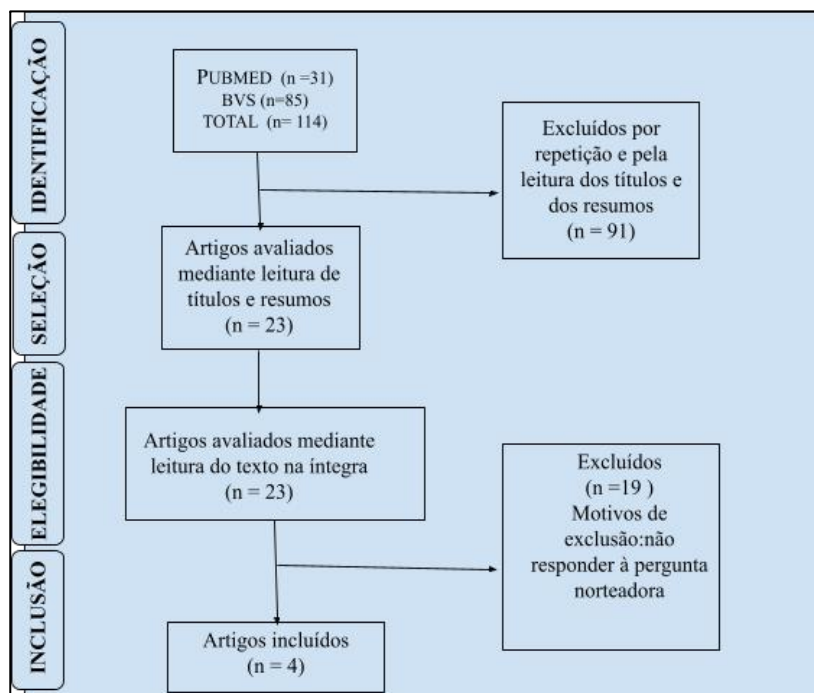 IDENTIFICAÇÃO
PUBMED (n =31)
BVS (n=85)
TOTAL (n= 114)
Excluídos por
repetição e pela
leitura dos títulos e
dos resumos
(n = 91)
SELEÇÃO
Artigos avaliados
mediante leitura de
títulos e resumos
(n = 23)
ELEGIBILIDADE
Artigos avaliados mediante
leitura do texto na íntegra
(n = 23)
Excluídos
(n =19 )
Motivos de
exclusão:não
responder à pergunta
norteadora
INCLUSÃO
Artigos incluídos
(n = 4)